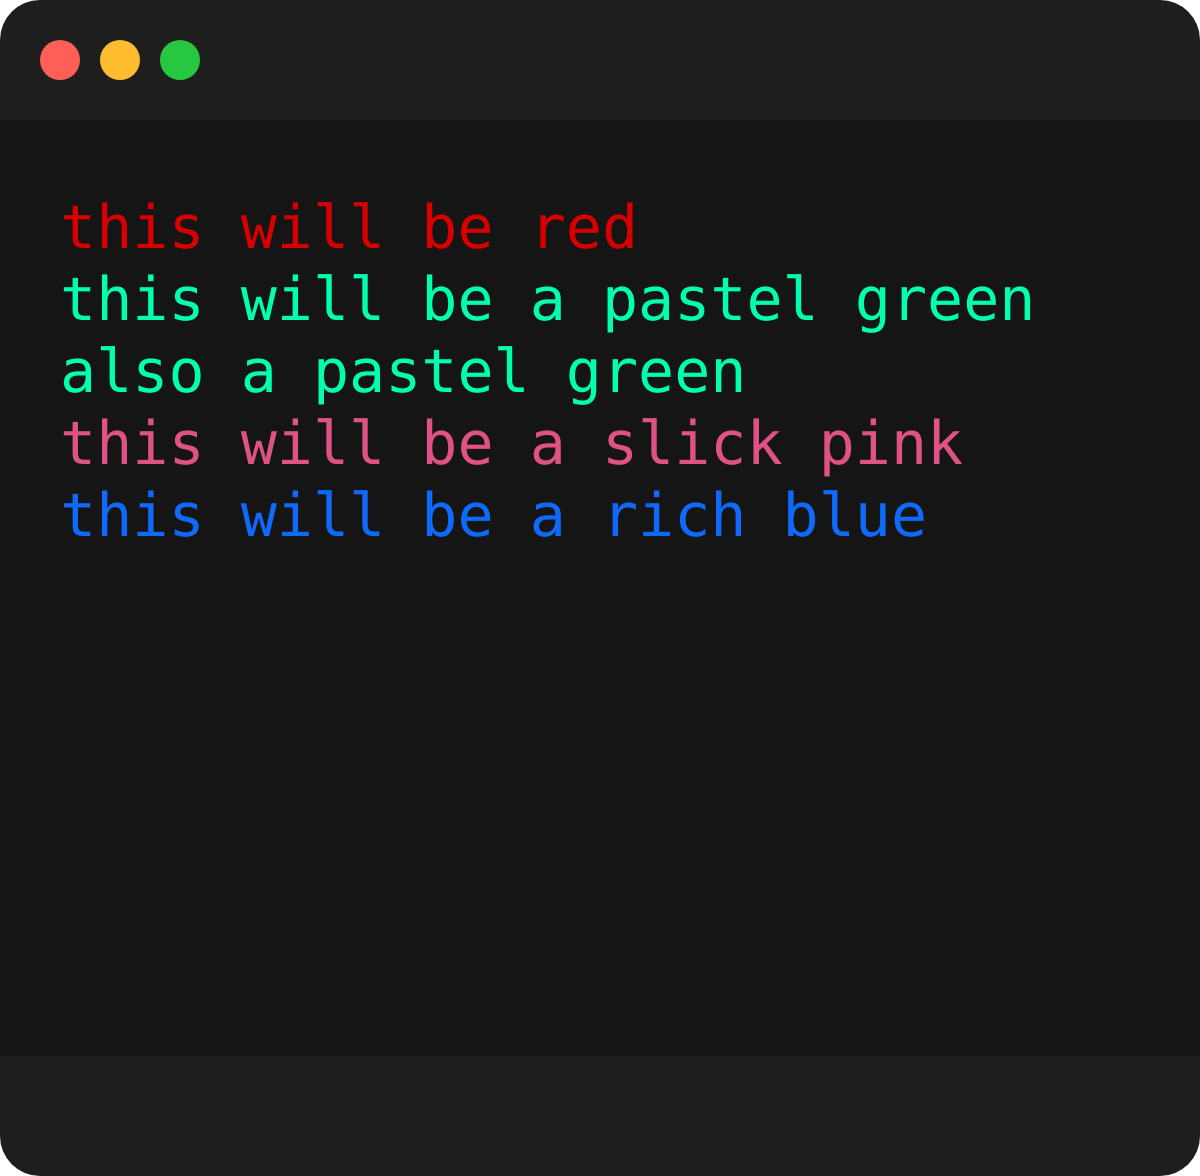 this will be red
this will be a pastel green
also a pastel green
this will be a slick pink
this will be a rich blue